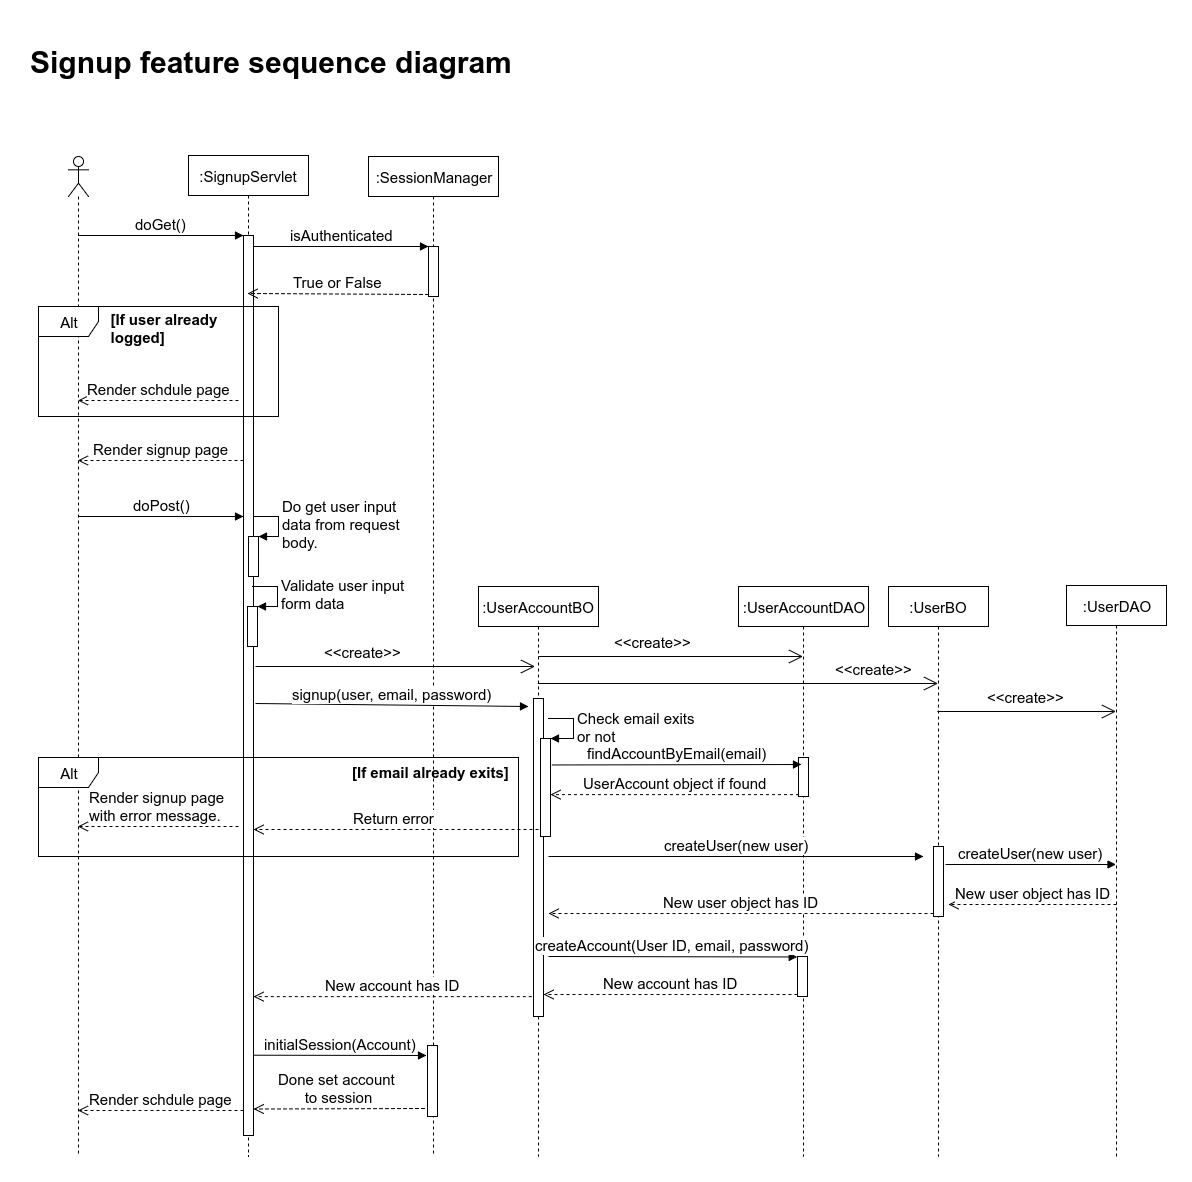 Signup feature sequence diagram
:SignupServlet
:SessionManager
doGet()
isAuthenticated
True or False
Alt
[If user already
logged]
Render schdule page
Render signup page
doPost()
Do get user input
data from request
body.
Validate user input
form data
:UserAccountBO
:UserAccountDAO
:UserBO
:UserDAO
<<create>>
<<create>>
<<create>>
<<create>>
signup(user, email, password)
Check email exits
or not
findAccountByEmail(email)
Alt
[If email already exits]
UserAccount object if found
Render signup page
with error message.
Return error
createUser(new user)
createUser(new user)
New user object has ID
New user object has ID
createAccount(User ID, email, password)
New account has ID
New account has ID
initialSession(Account)
Done set account
to session
Render schdule page